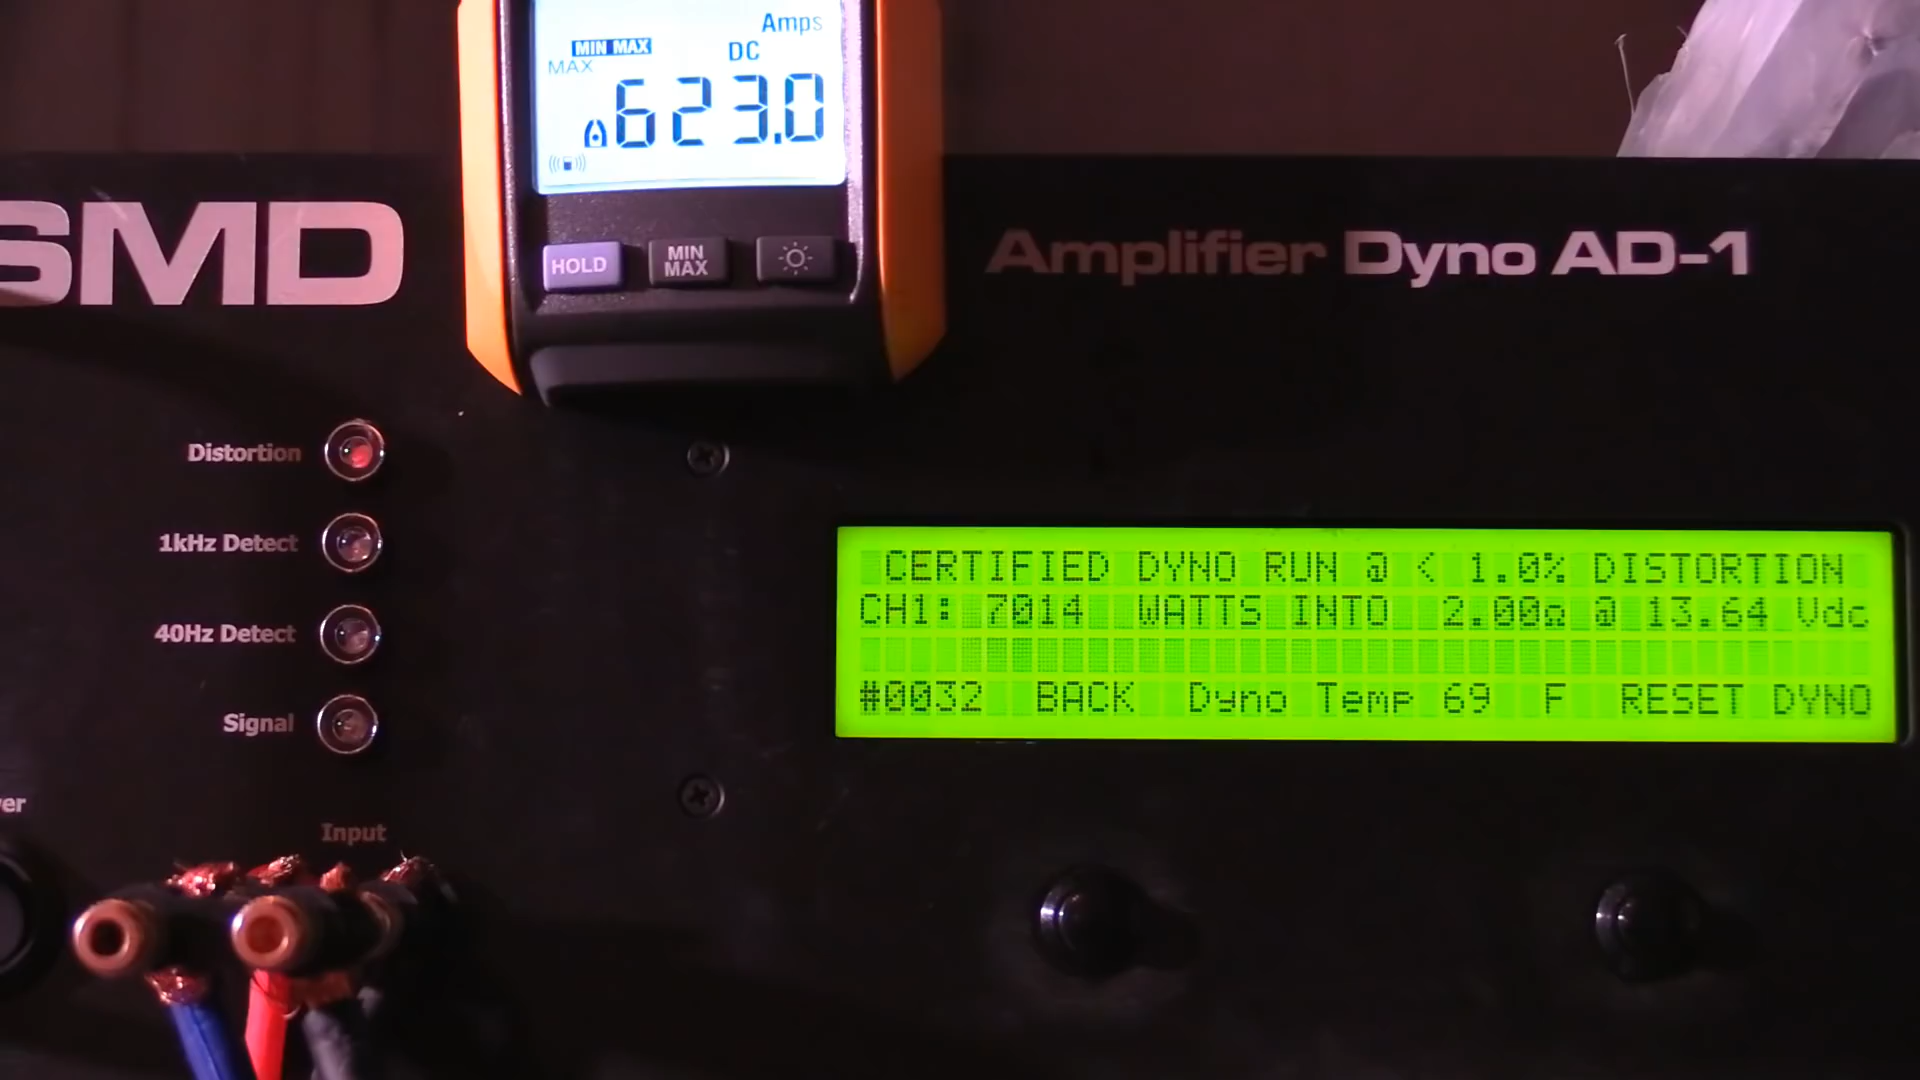 Amps
MIN MAX
DC
MAX
623.0
SMD
HOLD
MIN
MAX
Amplifier Dyno AD-1
Distortion
1kHz Detect
40Hz Detect
Signal
Input
CERTIFIED DYNO RUN @ < 1.0% DISTORTION
CH1: 7014 WATTS INTO 2.00Ω @ 13.64 Vdc
#0032 BACK Dyno Temp 69 F RESET DYNO